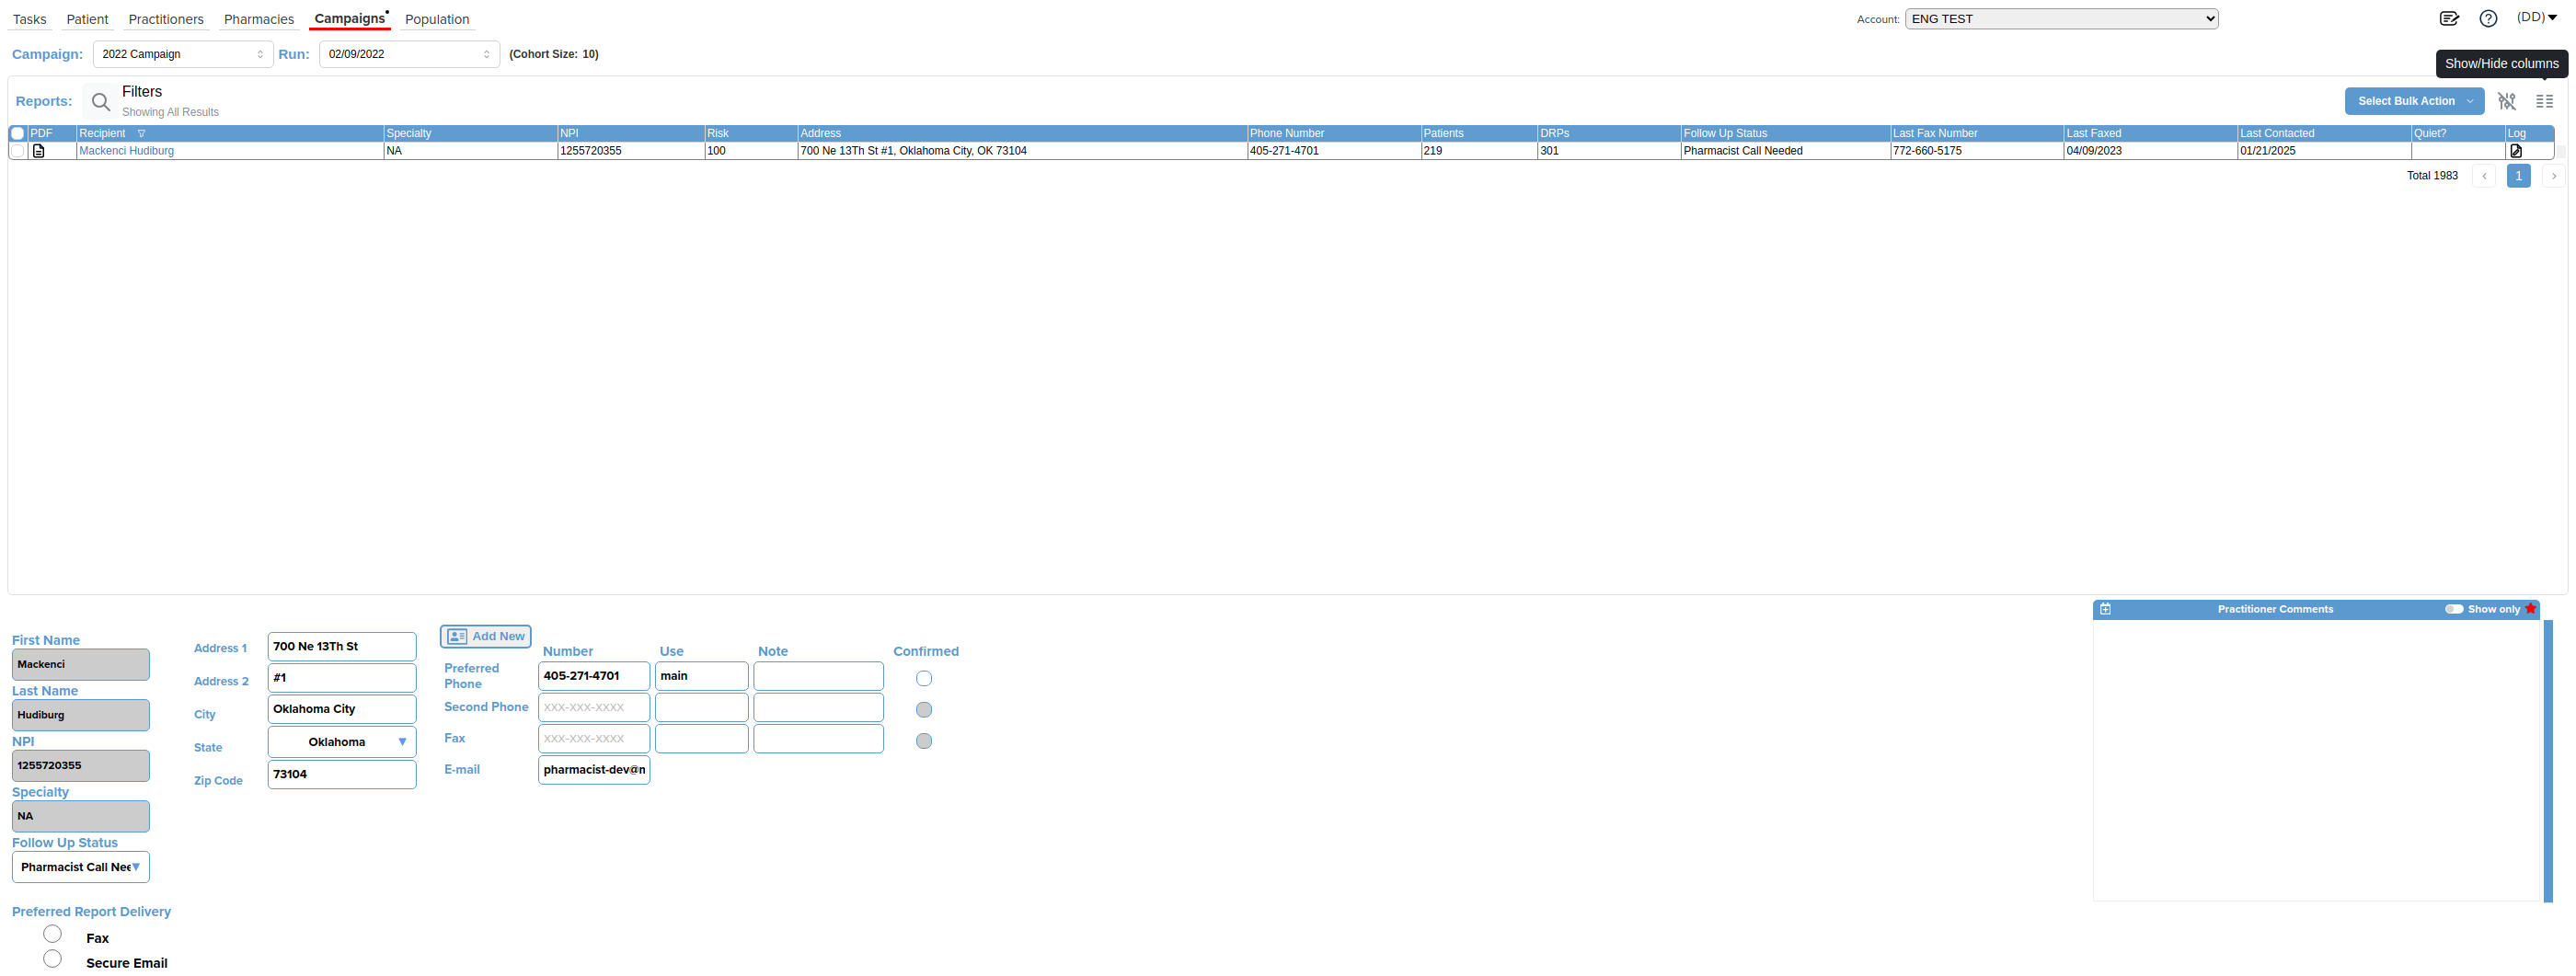 Tasks Patient Practitioners Pharmacies Campaigns Population Account: ENG TEST (DD)
Campaign: 2022 Campaign Run: 02/09/2022 (Cohort Size: 10)
Show/Hide columns
Reports: Filters
Showing All Results
Select Bulk Action
PDF Recipient Specialty NPI Risk Address Phone Number Patients DRPs Follow Up Status Last Fax Number Last Faxed Last Contacted Quiet? Log
Mackenci Hudiburg NA 1255720355 100 700 Ne 13Th St #1, Oklahoma City, OK 73104 405-271-4701 219 301 Pharmacist Call Needed 772-660-5175 04/09/2023 01/21/2025
Total 1983 1
First Name
Mackenci
Last Name
Hudiburg
NPI
1255720355
Specialty
NA
Follow Up Status
Pharmacist Call Nee
Preferred Report Delivery
Fax
Secure Email
Address 1 700 Ne 13Th St
Address 2 #1
City Oklahoma City
State Oklahoma
Zip Code 73104
Add New
Number Use Note Confirmed
Preferred Phone 405-271-4701 main
Second Phone xxx-xxx-xxxx
Fax xxx-xxx-xxxx
E-mail pharmacist-dev@n
Practitioner Comments Show only